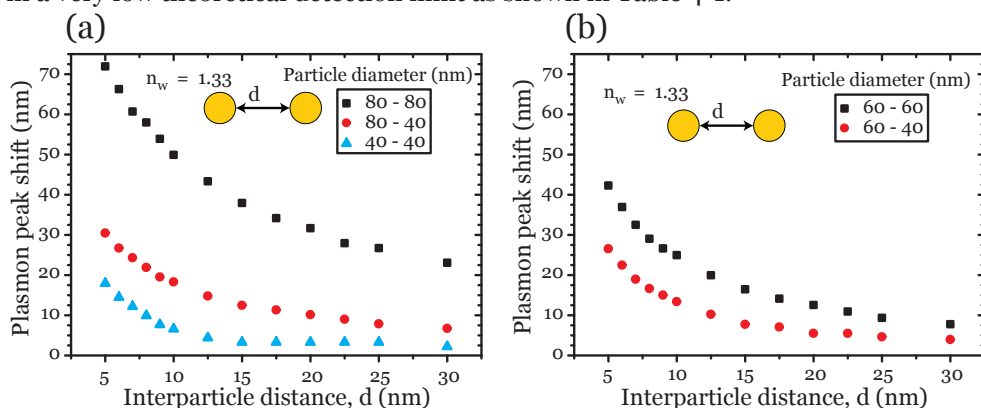 in a very low theoretical detection limit as shown in Table 4.1.
(a)
Plasmon peak shift (nm)
70
60
50
40
30
20
10
0
n_w = 1.33
d
Particle diameter (nm)
80 - 80
80 - 40
40 - 40
5 10 15 20 25 30
Interparticle distance, d (nm)
(b)
Plasmon peak shift (nm)
70
60
50
40
30
20
10
0
n_w = 1.33
d
Particle diameter (nm)
60 - 60
60 - 40
5 10 15 20 25 30
Interparticle distance, d (nm)